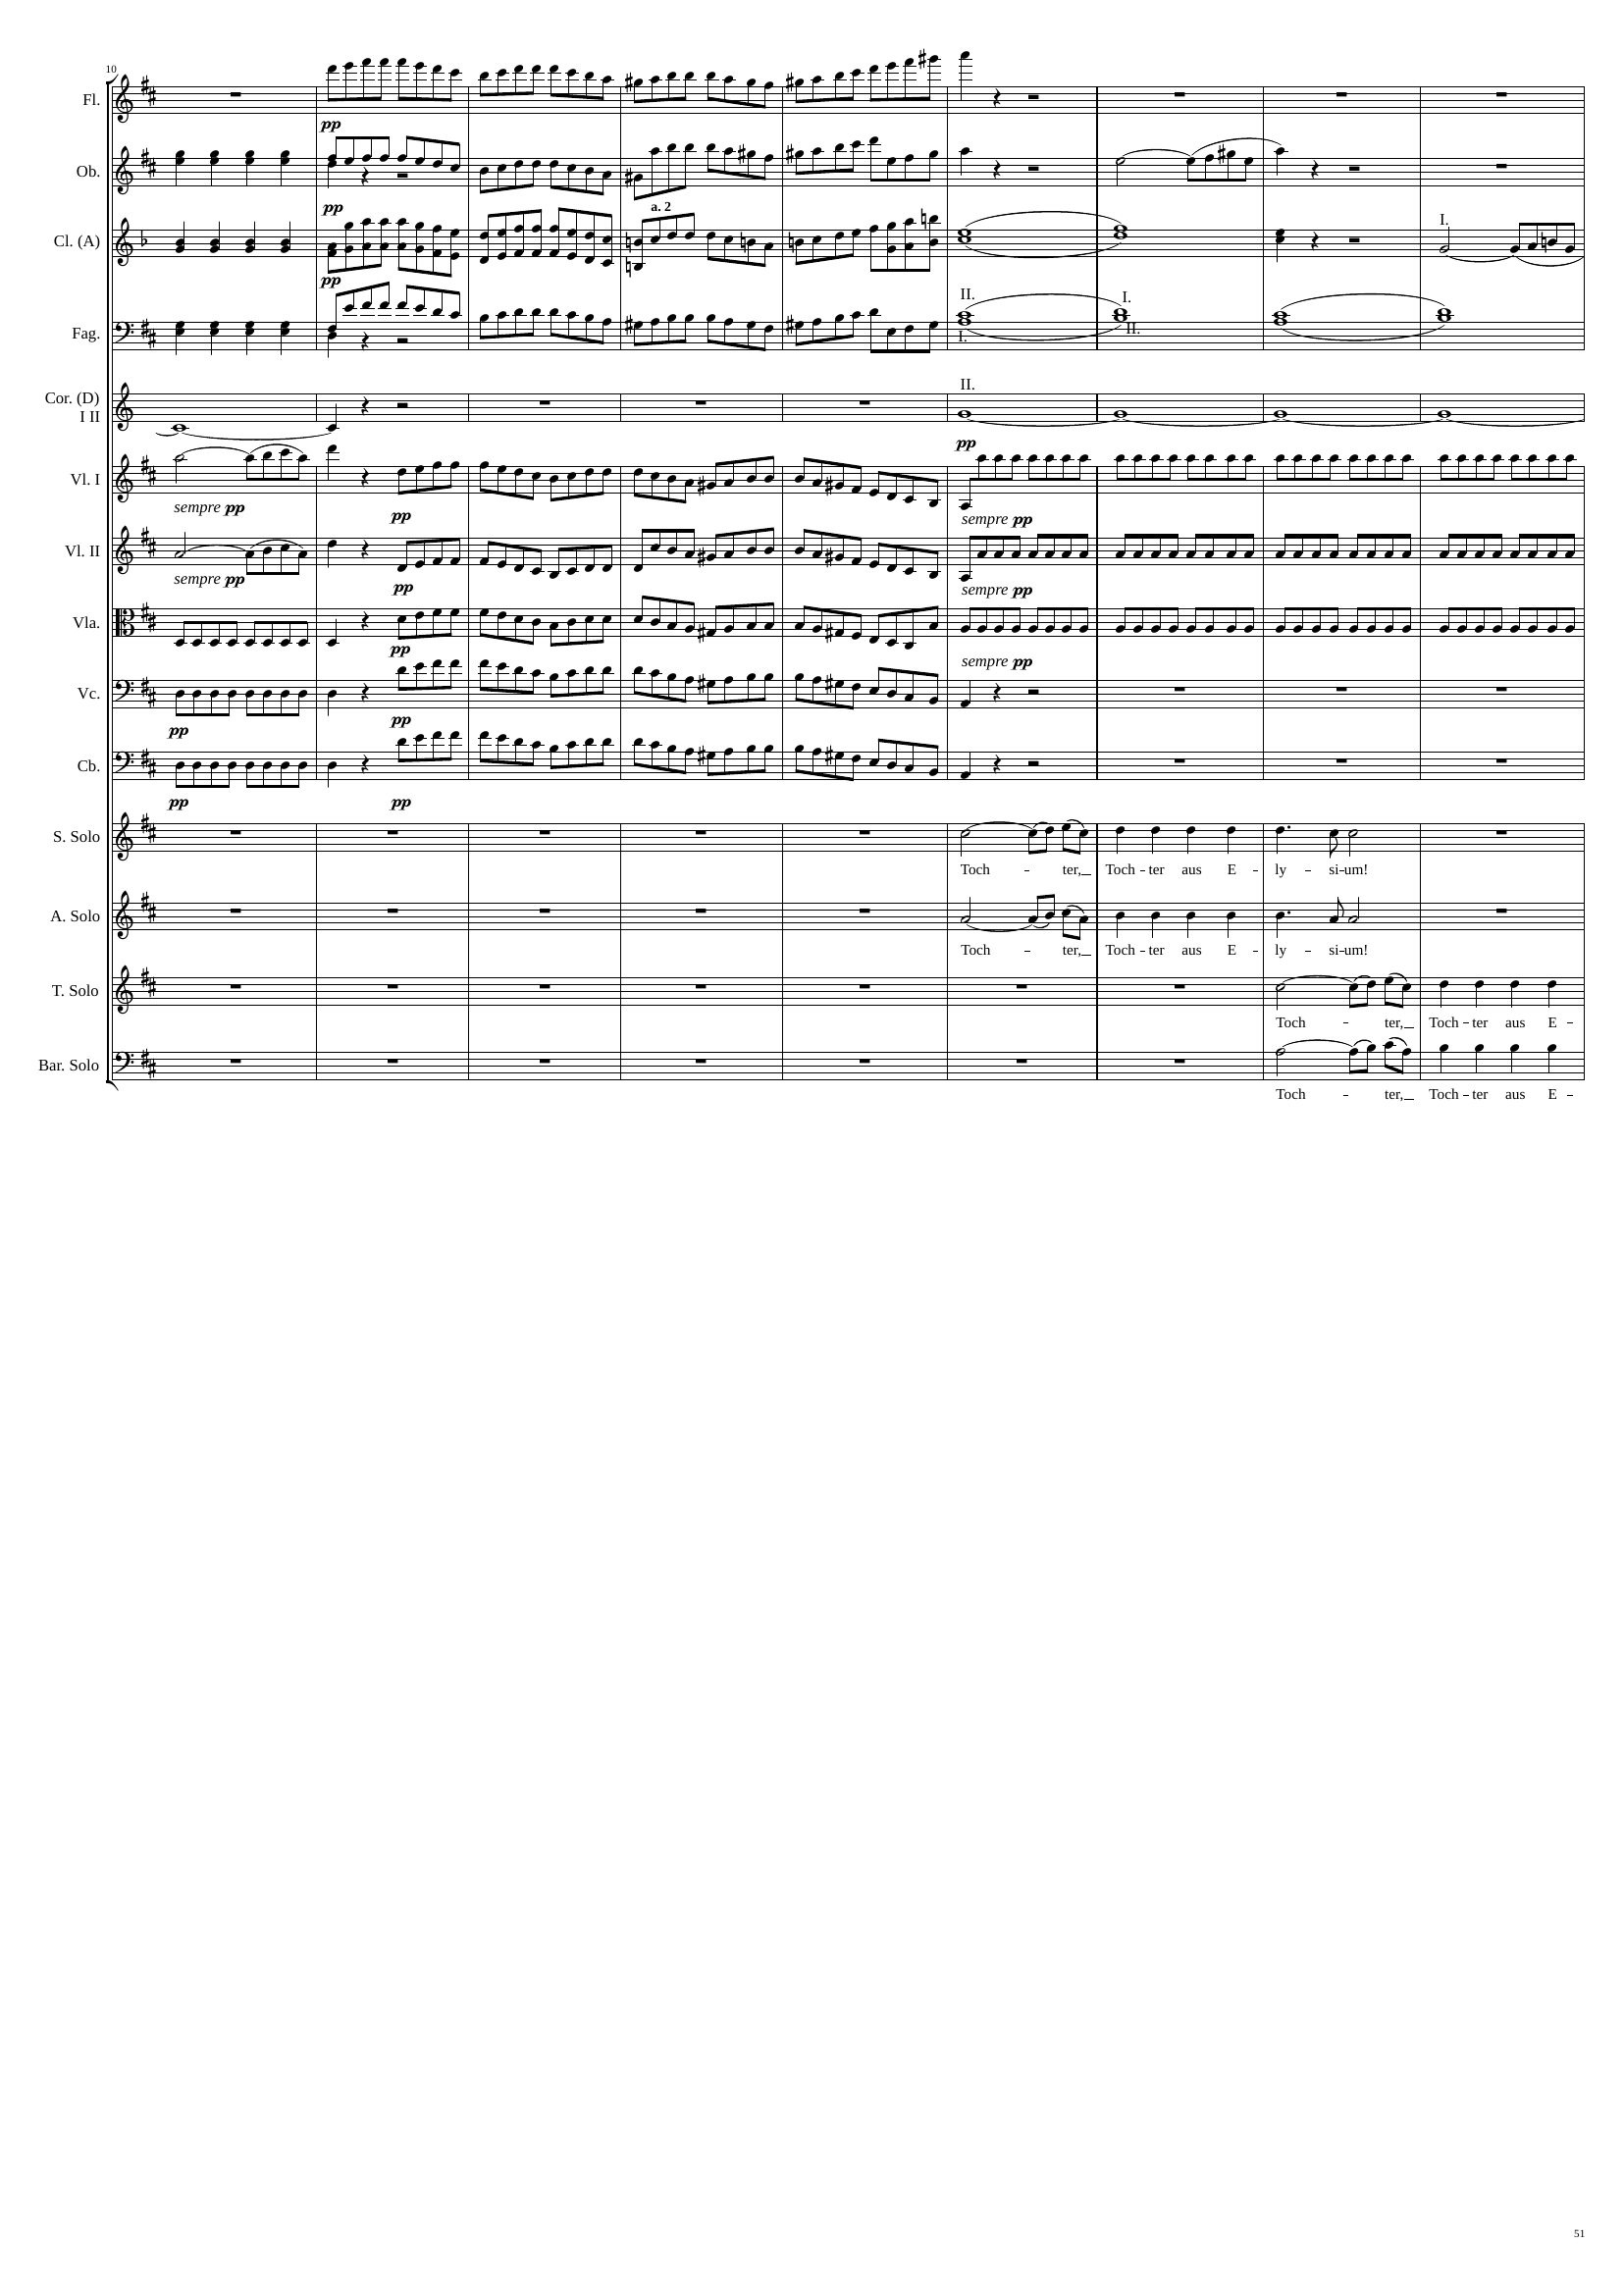 10
Fl.
pp
Ob.
pp
a. 2
Cl. (A)
I.
pp
Fag.
II.
I.
I.
II.
Cor. (D)
I II
II.
pp
Vl. I
sempre pp
pp
sempre pp
Vl. II
sempre pp
pp
sempre pp
Vla.
pp
sempre pp
Vc.
pp
pp
Cb.
pp
pp
S. Solo
Toch - ter, Toch - ter aus E - ly - si - um!
A. Solo
Toch - ter, Toch - ter aus E - ly - si - um!
T. Solo
Toch - ter, Toch - ter aus E -
Bar. Solo
Toch - ter, Toch - ter aus E -
51